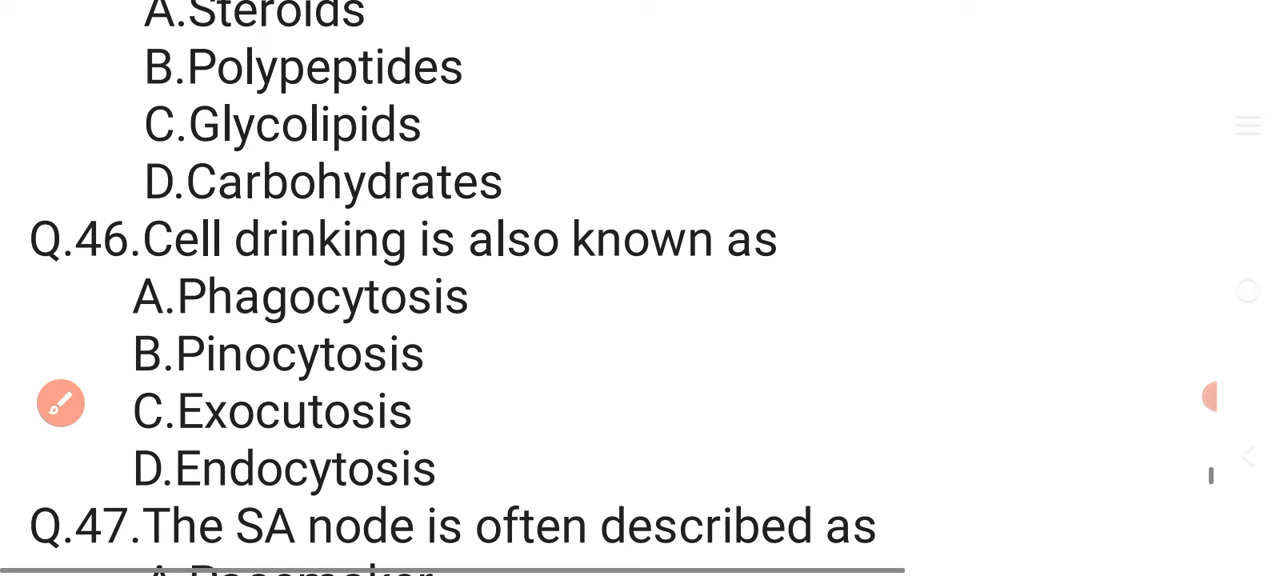 A.Steroids
B.Polypeptides
C.Glycolipids
D.Carbohydrates
Q.46.Cell drinking is also known as
A.Phagocytosis
B.Pinocytosis
C.Exocutosis
D.Endocytosis
Q.47.The SA node is often described as
A.Pacemaker